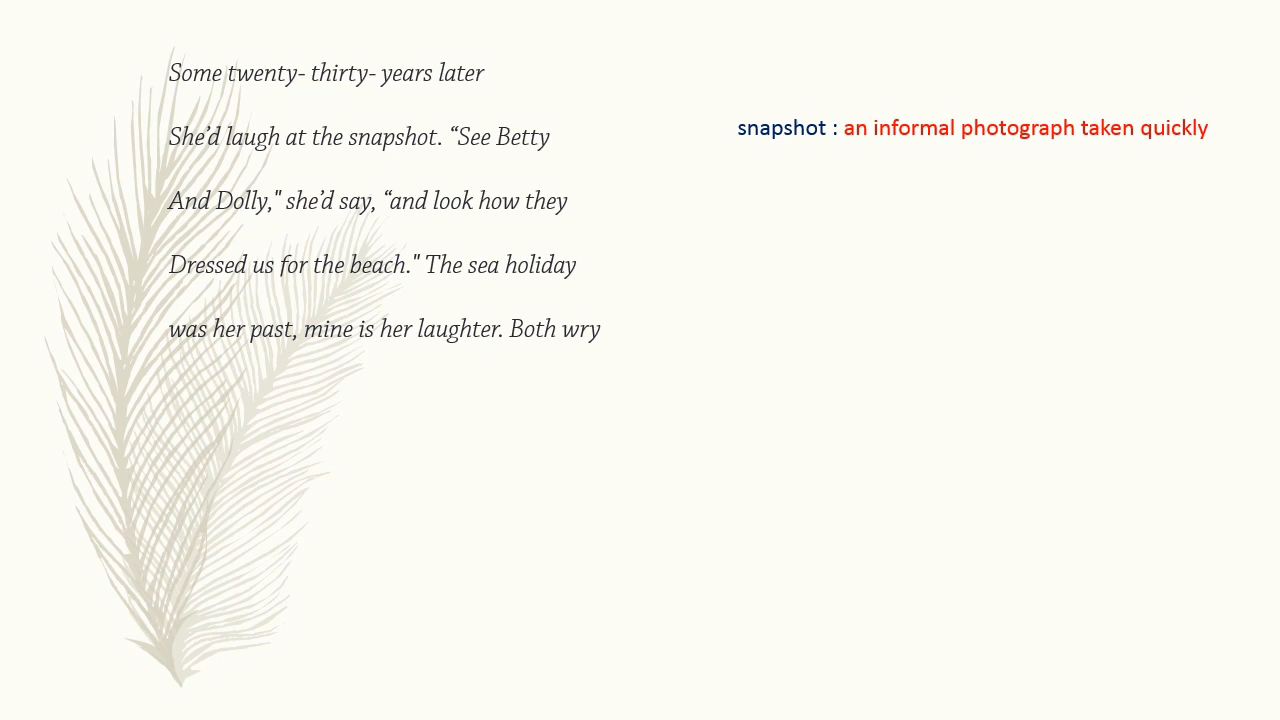 Some twenty- thirty- years later
She’d laugh at the snapshot. “See Betty
And Dolly," she’d say, “and look how they
Dressed us for the beach." The sea holiday
was her past, mine is her laughter. Both wry
snapshot : an informal photograph taken quickly